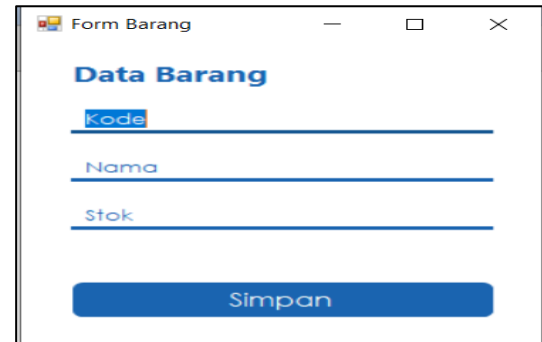 Form Barang
Data Barang
Kode
Nama
Stok
Simpan